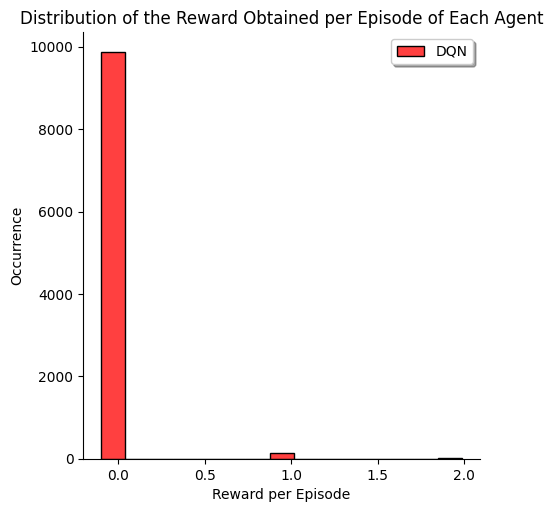 Distribution of the Reward Obtained per Episode of Each Agent
DQN
10000
8000
6000
4000
2000
0
Occurrence
0.0 0.5 1.0 1.5 2.0
Reward per Episode